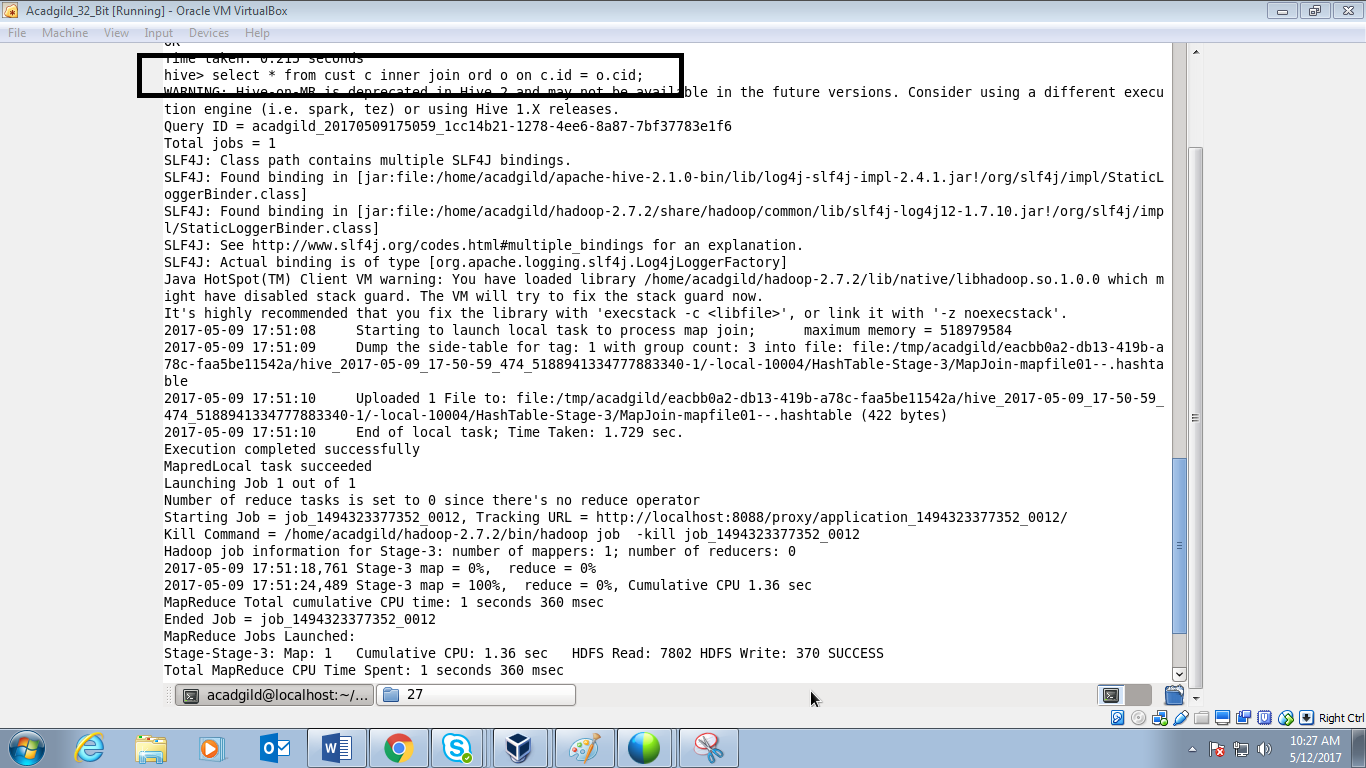 Acadgild_32_Bit [Running] - Oracle VM VirtualBox
File Machine View Input Devices Help
OK
Time taken: 0.215 seconds
hive> select * from cust c inner join ord o on c.id = o.cid;
WARNING: Hive-on-MR is deprecated in Hive 2 and may not be available in the future versions. Consider using a different execu
tion engine (i.e. spark, tez) or using Hive 1.X releases.
Query ID = acadgild_20170509175059_1cc14b21-1278-4ee6-8a87-7bf37783e1f6
Total jobs = 1
SLF4J: Class path contains multiple SLF4J bindings.
SLF4J: Found binding in [jar:file:/home/acadgild/apache-hive-2.1.0-bin/lib/log4j-slf4j-impl-2.4.1.jar!/org/slf4j/impl/StaticL
oggerBinder.class]
SLF4J: Found binding in [jar:file:/home/acadgild/hadoop-2.7.2/share/hadoop/common/lib/slf4j-log4j12-1.7.10.jar!/org/slf4j/imp
l/StaticLoggerBinder.class]
SLF4J: See http://www.slf4j.org/codes.html#multiple_bindings for an explanation.
SLF4J: Actual binding is of type [org.apache.logging.slf4j.Log4jLoggerFactory]
Java HotSpot(TM) Client VM warning: You have loaded library /home/acadgild/hadoop-2.7.2/lib/native/libhadoop.so.1.0.0 which m
ight have disabled stack guard. The VM will try to fix the stack guard now.
It's highly recommended that you fix the library with 'execstack -c <libfile>', or link it with '-z noexecstack'.
2017-05-09 17:51:08 Starting to launch local task to process map join; maximum memory = 518979584
2017-05-09 17:51:09 Dump the side-table for tag: 1 with group count: 3 into file: file:/tmp/acadgild/eacbb0a2-db13-419b-a
78c-faa5be11542a/hive_2017-05-09_17-50-59_474_5188941334777883340-1/-local-10004/HashTable-Stage-3/MapJoin-mapfile01--.hashta
ble
2017-05-09 17:51:10 Uploaded 1 File to: file:/tmp/acadgild/eacbb0a2-db13-419b-a78c-faa5be11542a/hive_2017-05-09_17-50-59_
474_5188941334777883340-1/-local-10004/HashTable-Stage-3/MapJoin-mapfile01--.hashtable (422 bytes)
2017-05-09 17:51:10 End of local task; Time Taken: 1.729 sec.
Execution completed successfully
MapredLocal task succeeded
Launching Job 1 out of 1
Number of reduce tasks is set to 0 since there's no reduce operator
Starting Job = job_1494323377352_0012, Tracking URL = http://localhost:8088/proxy/application_1494323377352_0012/
Kill Command = /home/acadgild/hadoop-2.7.2/bin/hadoop job  -kill job_1494323377352_0012
Hadoop job information for Stage-3: number of mappers: 1; number of reducers: 0
2017-05-09 17:51:18,761 Stage-3 map = 0%,  reduce = 0%
2017-05-09 17:51:24,489 Stage-3 map = 100%,  reduce = 0%, Cumulative CPU 1.36 sec
MapReduce Total cumulative CPU time: 1 seconds 360 msec
Ended Job = job_1494323377352_0012
MapReduce Jobs Launched:
Stage-Stage-3: Map: 1   Cumulative CPU: 1.36 sec   HDFS Read: 7802 HDFS Write: 370 SUCCESS
Total MapReduce CPU Time Spent: 1 seconds 360 msec
acadgild@localhost:~/... 27
Right Ctrl
10:27 AM
5/12/2017